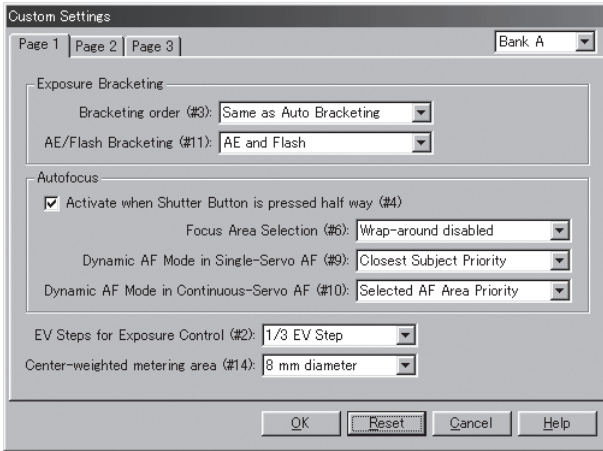 Custom Settings
Page 1 Page 2 Page 3 Bank A
Exposure Bracketing
Bracketing order (#3): Same as Auto Bracketing
AE/Flash Bracketing (#11): AE and Flash
Autofocus
Activate when Shutter Button is pressed half way (#4)
Focus Area Selection (#6): Wrap-around disabled
Dynamic AF Mode in Single-Servo AF (#9): Closest Subject Priority
Dynamic AF Mode in Continuous-Servo AF (#10): Selected AF Area Priority
EV Steps for Exposure Control (#2): 1/3 EV Step
Center-weighted metering area (#14): 8 mm diameter
OK Reset Cancel Help